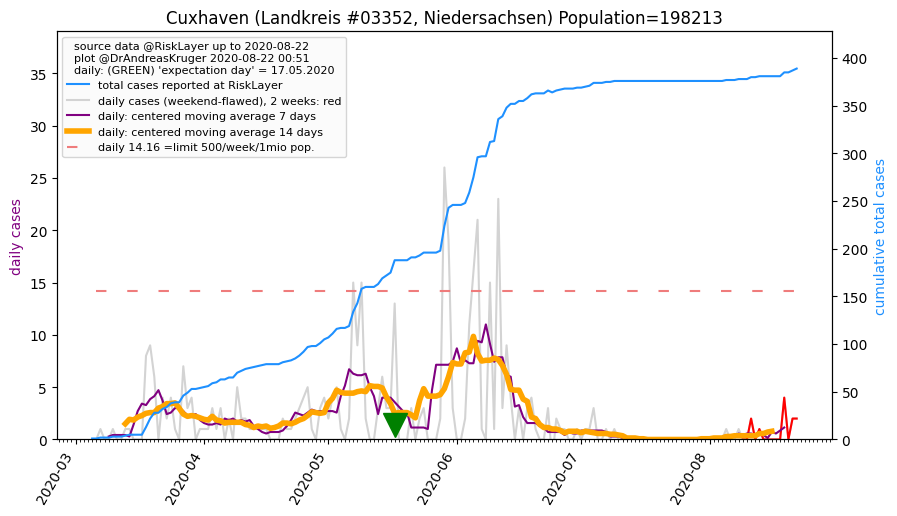 Cuxhaven (Landkreis #03352, Niedersachsen) Population=198213
source data @RiskLayer up to 2020-08-22
plot @DrAndreasKruger 2020-08-22 00:51
daily: (GREEN) 'expectation day' = 17.05.2020
total cases reported at RiskLayer
daily cases (weekend-flawed), 2 weeks: red
daily: centered moving average 7 days
daily: centered moving average 14 days
daily 14.16 =limit 500/week/1mio pop.
daily cases
35
30
25
20
15
10
5
0
400
350
300
250
200
150
100
50
0
cumulative total cases
2020-03
2020-04
2020-05
2020-06
2020-07
2020-08